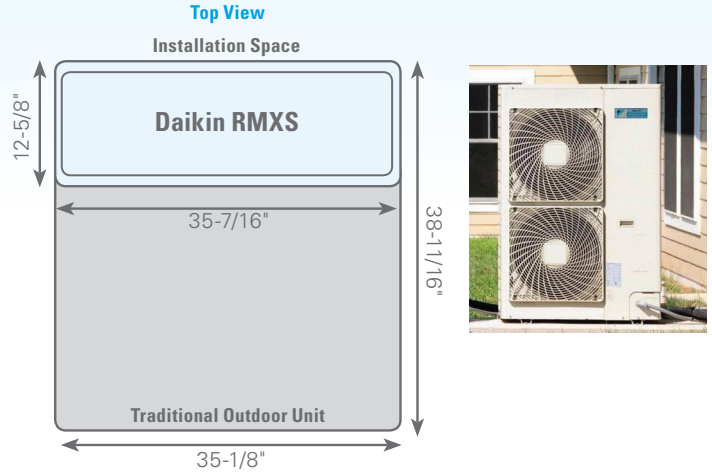 Top View
Installation Space
12-5/8"
Daikin RMXS
35-7/16"
38-11/16"
Traditional Outdoor Unit
35-1/8"